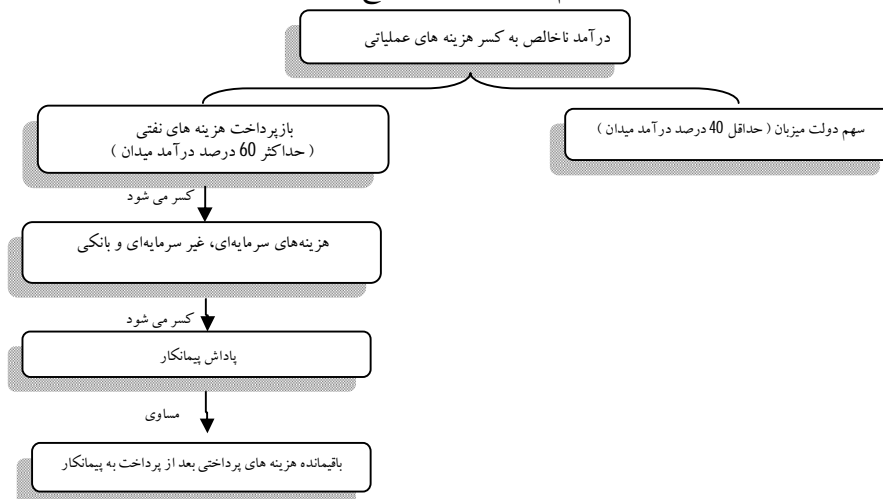 درآمد ناخالص به کسر هزینه های عملیاتی
بازپرداخت هزینه های نفتی
( حداکثر 60 درصد درآمد میدان )
سهم دولت میزبان ( حداقل 40 درصد درآمد میدان )
کسر می شود
هزینه‌های سرمایه‌ای، غیر سرمایه‌ای و بانکی
کسر می شود
پاداش پیمانکار
مساوی
باقیمانده هزینه های پرداختی بعد از پرداخت به پیمانکار